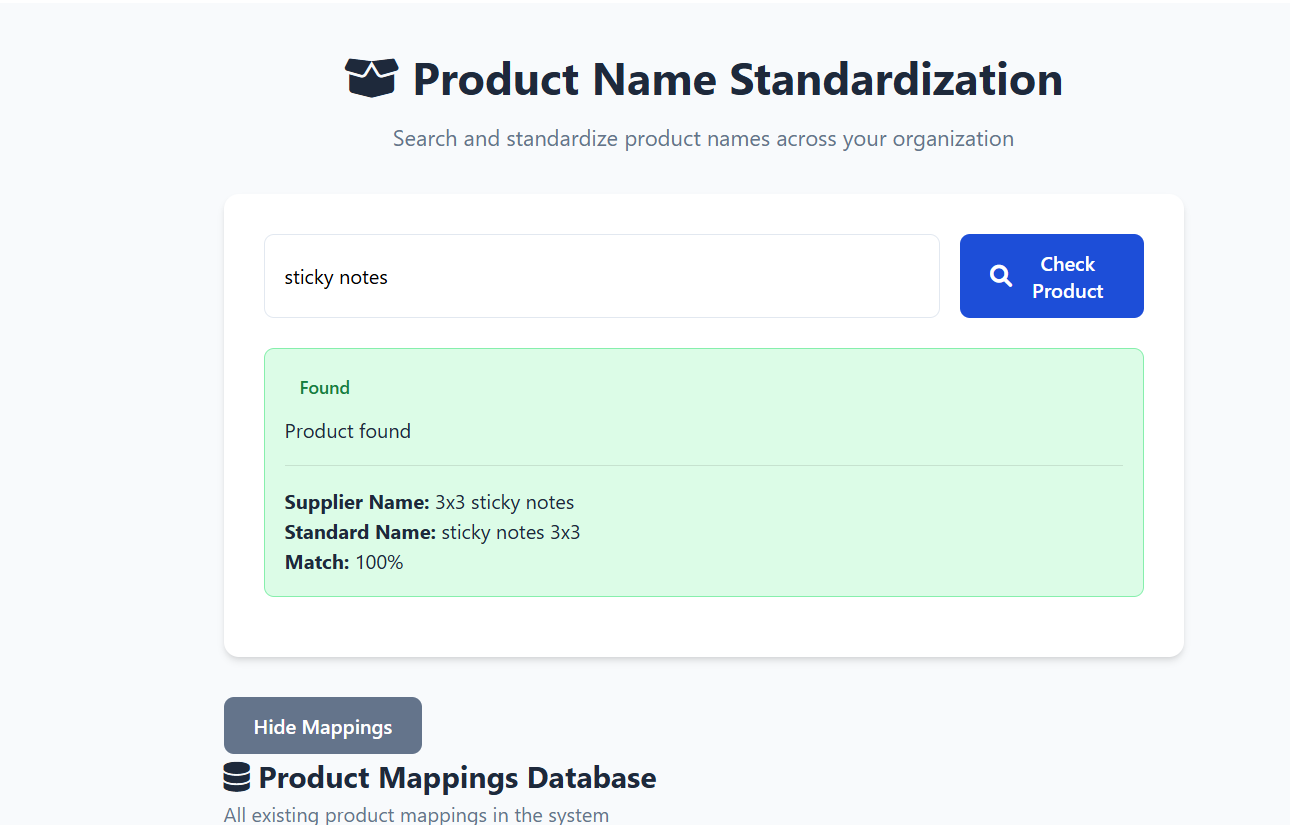 Product Name Standardization
Search and standardize product names across your organization
sticky notes
Check
Product
Found
Product found
Supplier Name: 3x3 sticky notes
Standard Name: sticky notes 3x3
Match: 100%
Hide Mappings
Product Mappings Database
All existing product mappings in the system